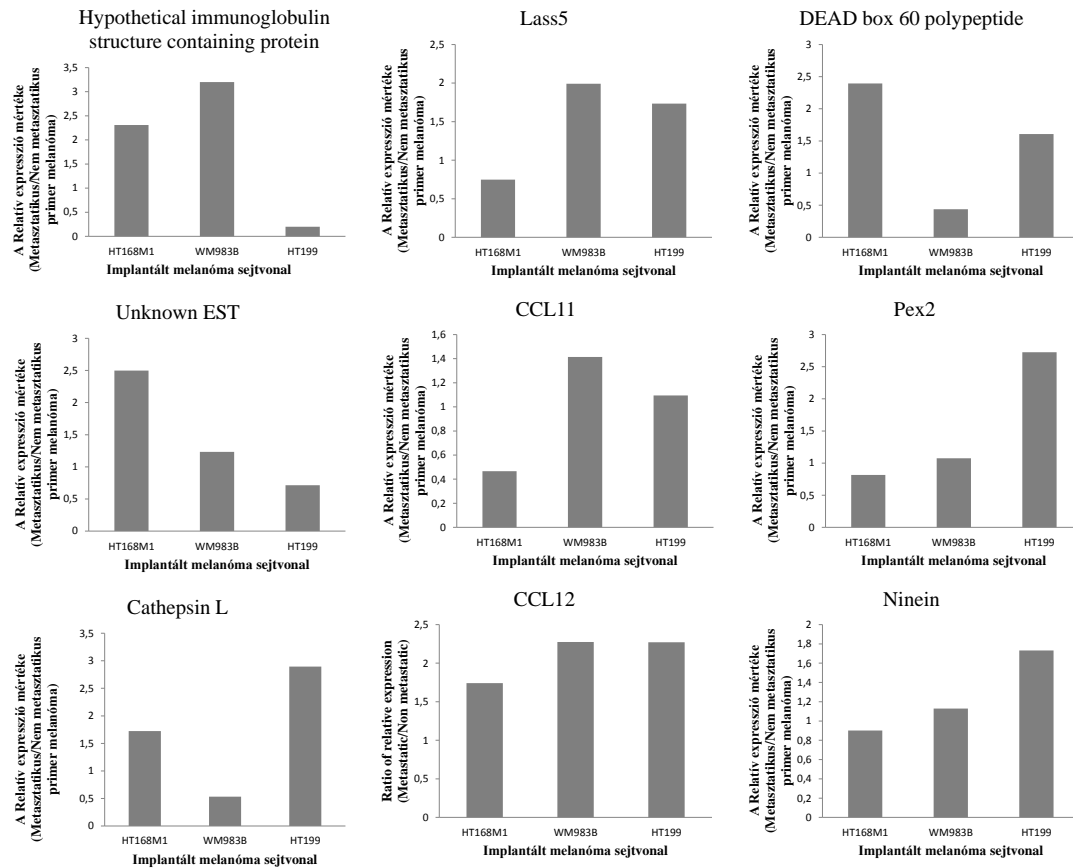 Hypothetical immunoglobulin
structure containing protein
A Relatív expresszió mértéke
(Metasztatikus/Nem metasztatikus
primer melanóma)
3,5
3
2,5
2
1,5
1
0,5
0
HT168M1 WM983B HT199
Implantált melanóma sejtvonal
Lass5
A Relatív expresszió mértéke
(Metasztatikus/Nem metasztatikus
primer melanóma)
2,5
2
1,5
1
0,5
0
HT168M1 WM983B HT199
Implantált melanóma sejtvonal
DEAD box 60 polypeptide
A Relatív expresszió mértéke
(Metasztatikus/Nem metasztatikus
primer melanóma)
3
2,5
2
1,5
1
0,5
0
HT168M1 WM983B HT199
Implantált melanóma sejtvonal
Unknown EST
A Relatív expresszió mértéke
(Metasztatikus/Nem metasztatikus
primer melanóma)
3
2,5
2
1,5
1
0,5
0
HT168M1 WM983B HT199
Implantált melanóma sejtvonal
CCL11
A Relatív expresszió mértéke
(Metasztatikus/Nem metasztatikus
primer melanóma)
1,6
1,4
1,2
1
0,8
0,6
0,4
0,2
0
HT168M1 WM983B HT199
Implantált melanóma sejtvonal
Pex2
A Relatív expresszió mértéke
(Metasztatikus/Nem metasztatikus
primer melanóma)
3
2,5
2
1,5
1
0,5
0
HT168M1 WM983B HT199
Implantált melanóma sejtvonal
Cathepsin L
A Relatív expresszió mértéke
(Metasztatikus/Nem metasztatikus
primer melanóma)
3,5
3
2,5
2
1,5
1
0,5
0
HT168M1 WM983B HT199
Implantált melanóma sejtvonal
CCL12
Ratio of relative expression
(Metastatic/Non metastatic)
2,5
2
1,5
1
0,5
0
HT168M1 WM983B HT199
Implantált melanóma sejtvonal
Ninein
A Relatív expresszió mértéke
(Metasztatikus/Nem metasztatikus
primer melanóma)
2
1,8
1,6
1,4
1,2
1
0,8
0,6
0,4
0,2
0
HT168M1 WM983B HT199
Implantált melanóma sejtvonal